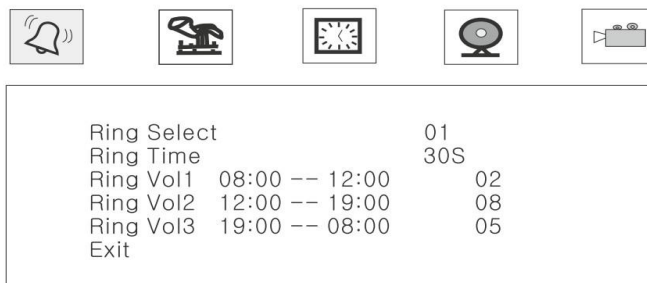 Ring Select 01
Ring Time 30S
Ring Vol1 08:00 -- 12:00 02
Ring Vol2 12:00 -- 19:00 08
Ring Vol3 19:00 -- 08:00 05
Exit